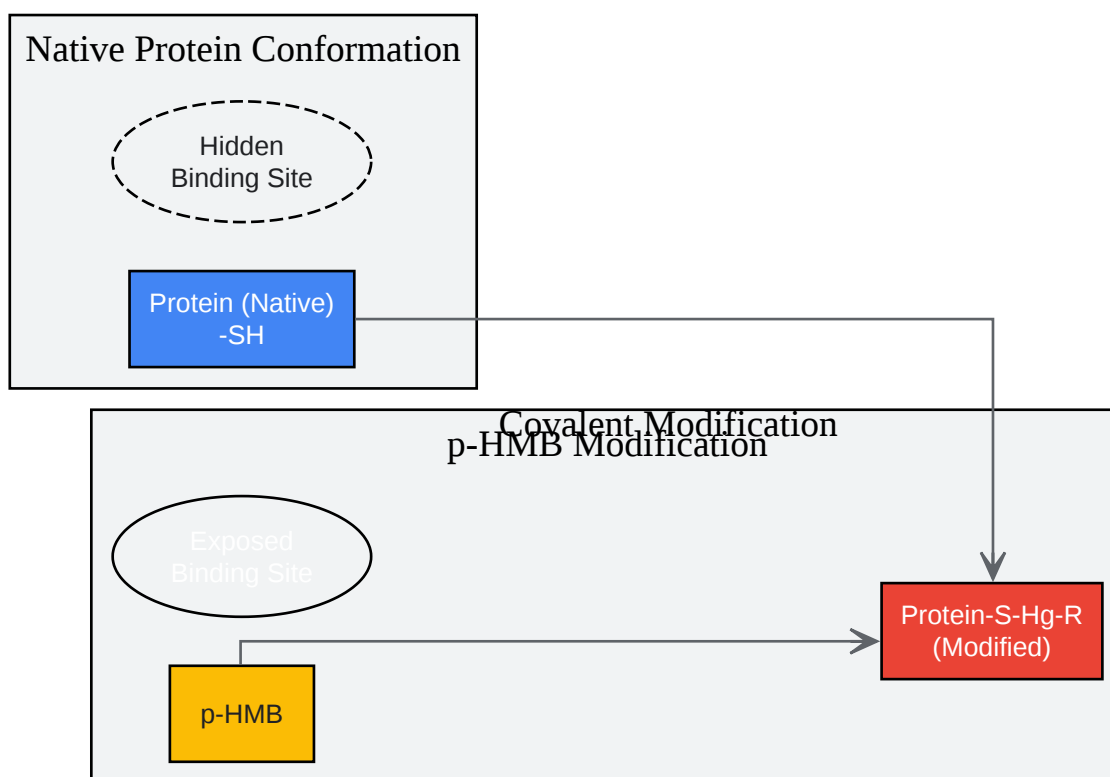 Native Protein Conformation
Hidden
Binding Site
Protein (Native)
-SH
Covalent Modification
p-HMB Modification
Exposed
Binding Site
Protein-S-Hg-R
(Modified)
p-HMB